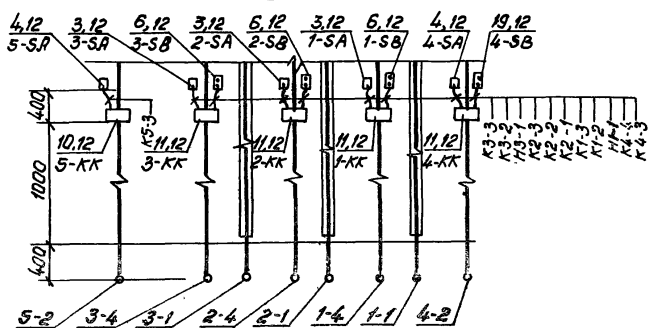 4,12
5-SA
3,12
3-SA
6,12
3-SB
3,12
2-SA
6,12
2-SB
3,12
1-SA
6,12
1-SB
4,12
4-SA
19,12
4-SB
400
1000
400
10,12
5-KK
K5-3
11,12
3-KK
11,12
2-KK
11,12
1-KK
11,12
4-KK
K3-3
K3-2
H3-1
K2-3
K2-2
K2-1
K1-3
K1-2
H1-1
K4-4
K4-3
5-2
3-4
3-1
2-4
2-1
1-4
1-1
4-2